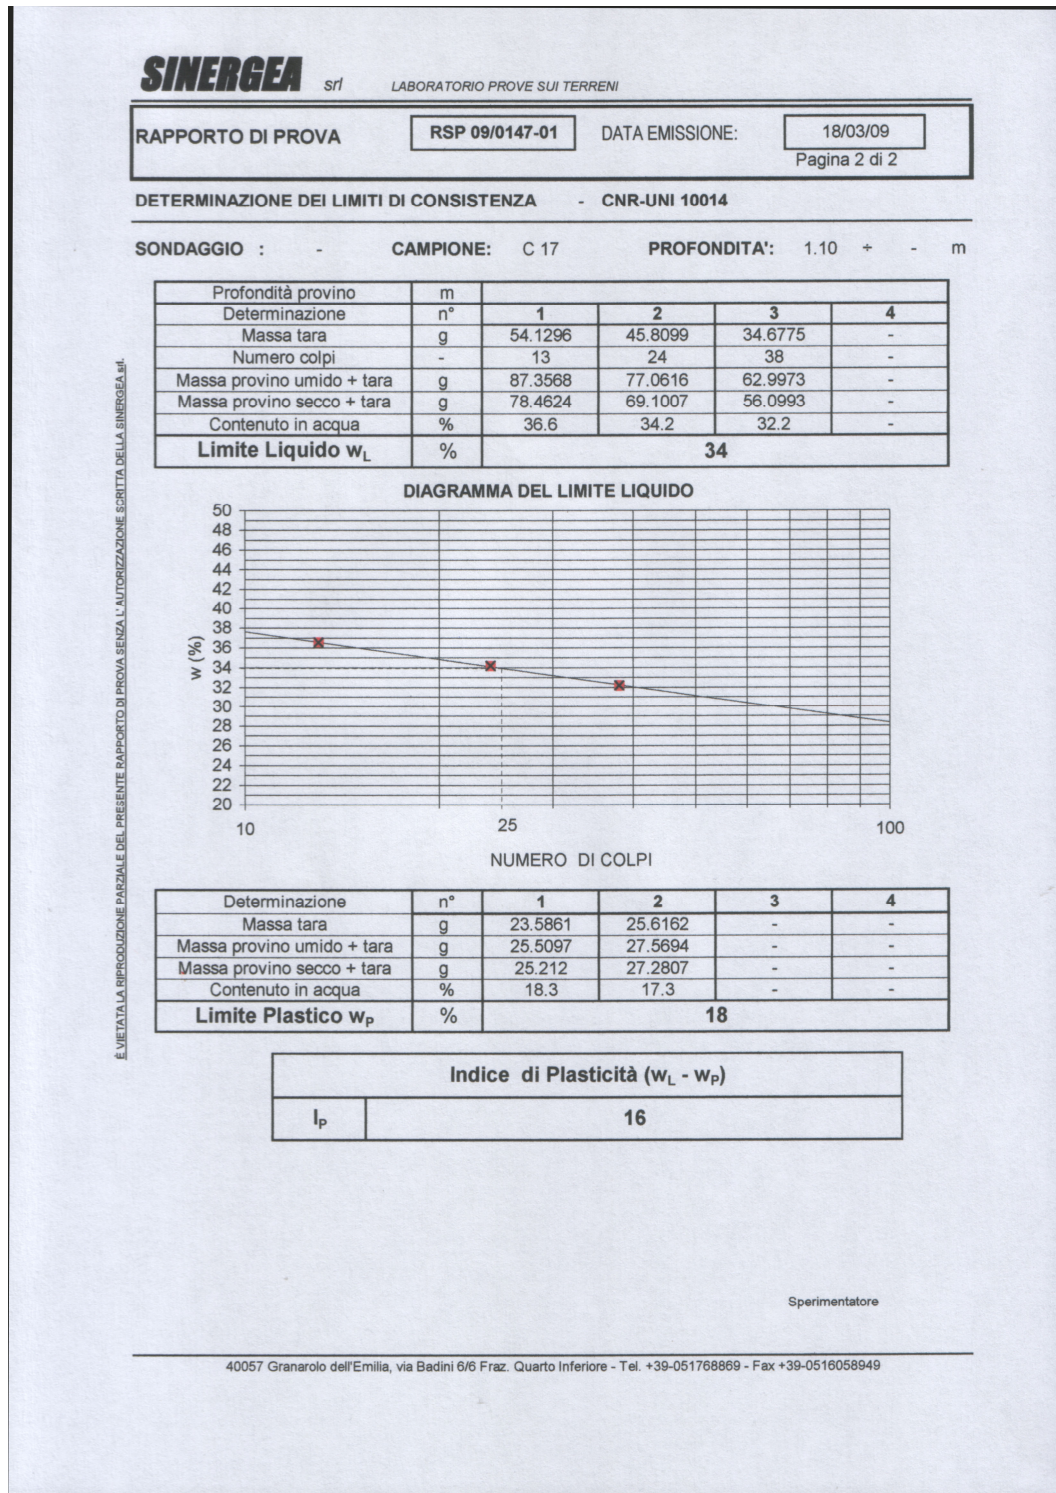 SINERGEA srl LABORATORIO PROVE SUI TERRENI
RAPPORTO DI PROVA RSP 09/0147-01 DATA EMISSIONE: 18/03/09
Pagina 2 di 2
DETERMINAZIONE DEI LIMITI DI CONSISTENZA - CNR-UNI 10014
SONDAGGIO : - CAMPIONE: C 17 PROFONDITA': 1.10 ÷ - m
Profondità provino m
Determinazione n° 1 2 3 4
Massa tara g 54.1296 45.8099 34.6775 -
Numero colpi - 13 24 38 -
Massa provino umido + tara g 87.3568 77.0616 62.9973 -
Massa provino secco + tara g 78.4624 69.1007 56.0993 -
Contenuto in acqua % 36.6 34.2 32.2 -
Limite Liquido wL % 34
DIAGRAMMA DEL LIMITE LIQUIDO
50
48
46
44
42
40
38
36
34
32
30
28
26
24
22
20
w (%)
10 25 100
NUMERO DI COLPI
Determinazione n° 1 2 3 4
Massa tara g 23.5861 25.6162 - -
Massa provino umido + tara g 25.5097 27.5694 - -
Massa provino secco + tara g 25.212 27.2807 - -
Contenuto in acqua % 18.3 17.3 - -
Limite Plastico wP % 18
Indice di Plasticità (wL - wP)
IP 16
È VIETATA LA RIPRODUZIONE PARZIALE DEL PRESENTE RAPPORTO DI PROVA SENZA L'AUTORIZZAZIONE SCRITTA DELLA SINERGEA srl.
Sperimentatore
40057 Granarolo dell'Emilia, via Badini 6/6 Fraz. Quarto Inferiore - Tel. +39-051768869 - Fax +39-0516058949